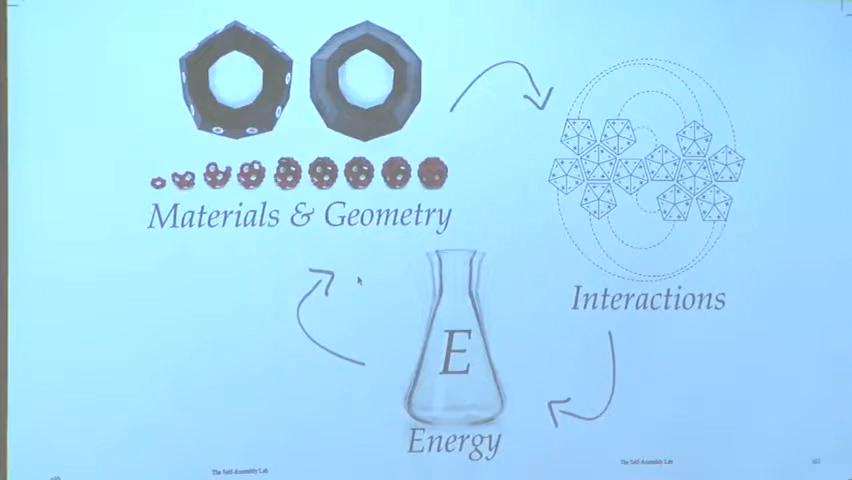 Materials & Geometry
Interactions
E
Energy
The Self-Assembly Lab
The Self-Assembly Lab